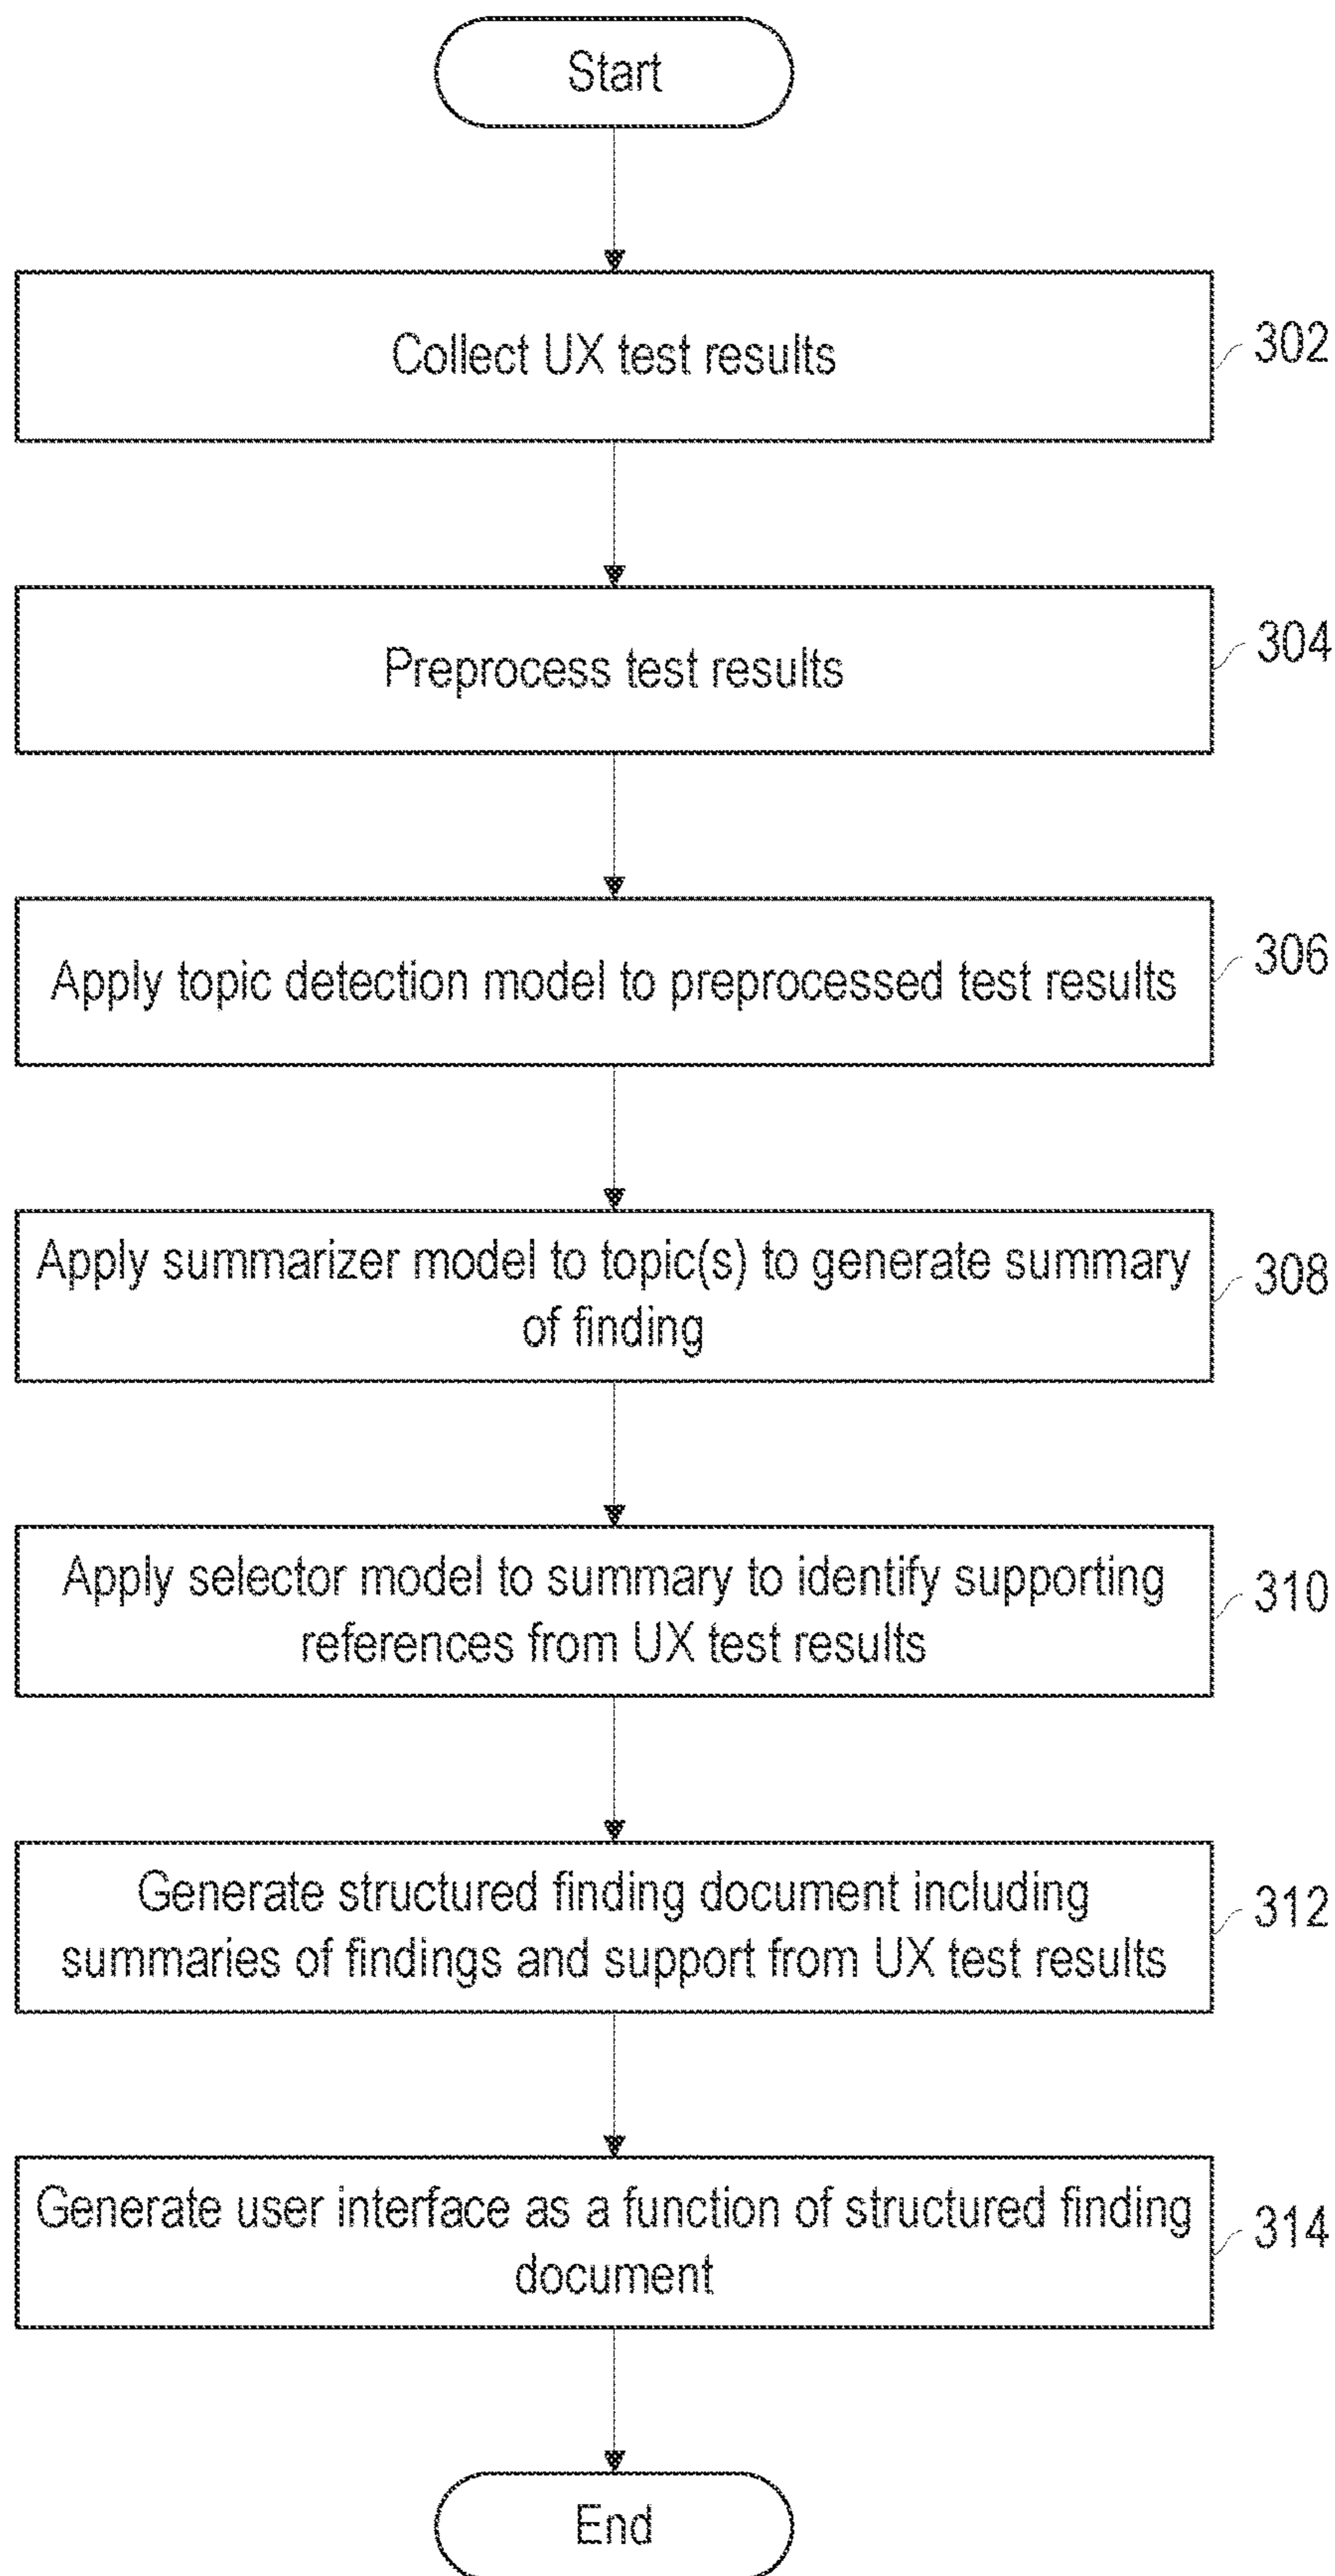 Start
Collect UX test results
302
Preprocess test results
304
Apply topic detection model to preprocessed test results
306
Apply summarizer model to topic(s) to generate summary
of finding
308
Apply selector model to summary to identify supporting
references from UX test results
310
Generate structured finding document including
summaries of findings and support from UX test results
312
Generate user interface as a function of structured finding
document
314
End